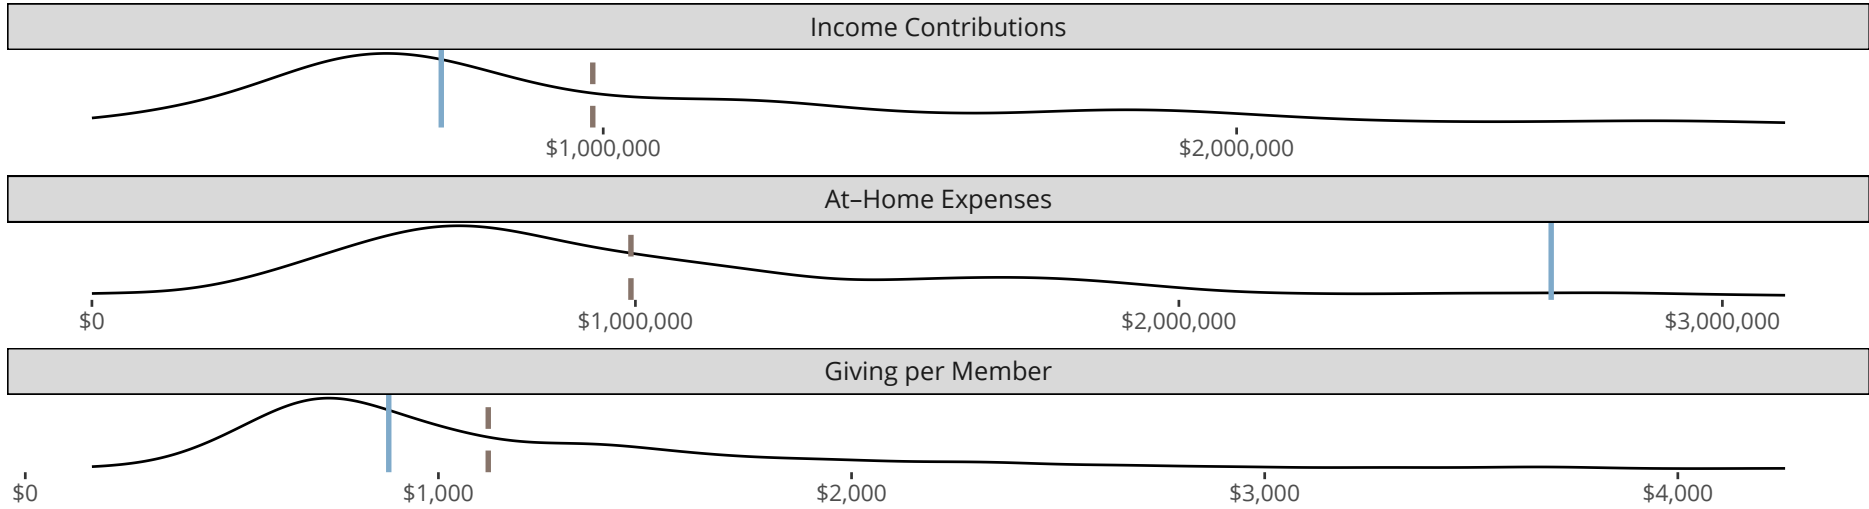 Income Contributions
$1,000,000 $2,000,000
At–Home Expenses
$0 $1,000,000 $2,000,000 $3,000,000
Giving per Member
$0 $1,000 $2,000 $3,000 $4,000